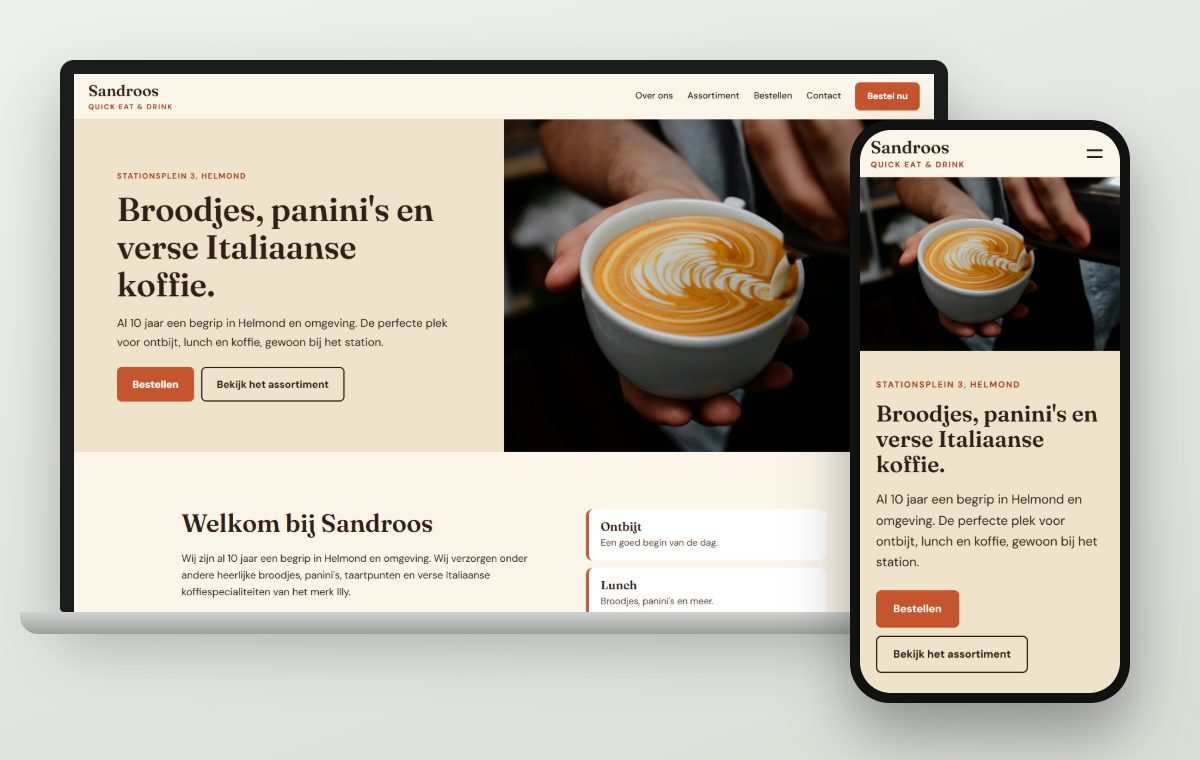 Sandroos
QUICK EAT & DRINK
Over ons Assortiment Bestellen Contact Bestel nu
STATIONSPLEIN 3, HELMOND
Broodjes, panini's en
verse Italiaanse
koffie.
Al 10 jaar een begrip in Helmond en omgeving. De perfecte plek
voor ontbijt, lunch en koffie, gewoon bij het station.
Bestellen Bekijk het assortiment
Welkom bij Sandroos
Wij zijn al 10 jaar een begrip in Helmond en omgeving. Wij verzorgen onder
andere heerlijke broodjes, panini's, taartpunten en verse Italiaanse
koffiespecialiteiten van het merk Illy.
Ontbijt
Een goed begin van de dag.
Lunch
Broodjes, panini's en meer.
Sandroos
QUICK EAT & DRINK
STATIONSPLEIN 3, HELMOND
Broodjes, panini's en
verse Italiaanse
koffie.
Al 10 jaar een begrip in Helmond en
omgeving. De perfecte plek voor
ontbijt, lunch en koffie, gewoon bij het
station.
Bestellen
Bekijk het assortiment